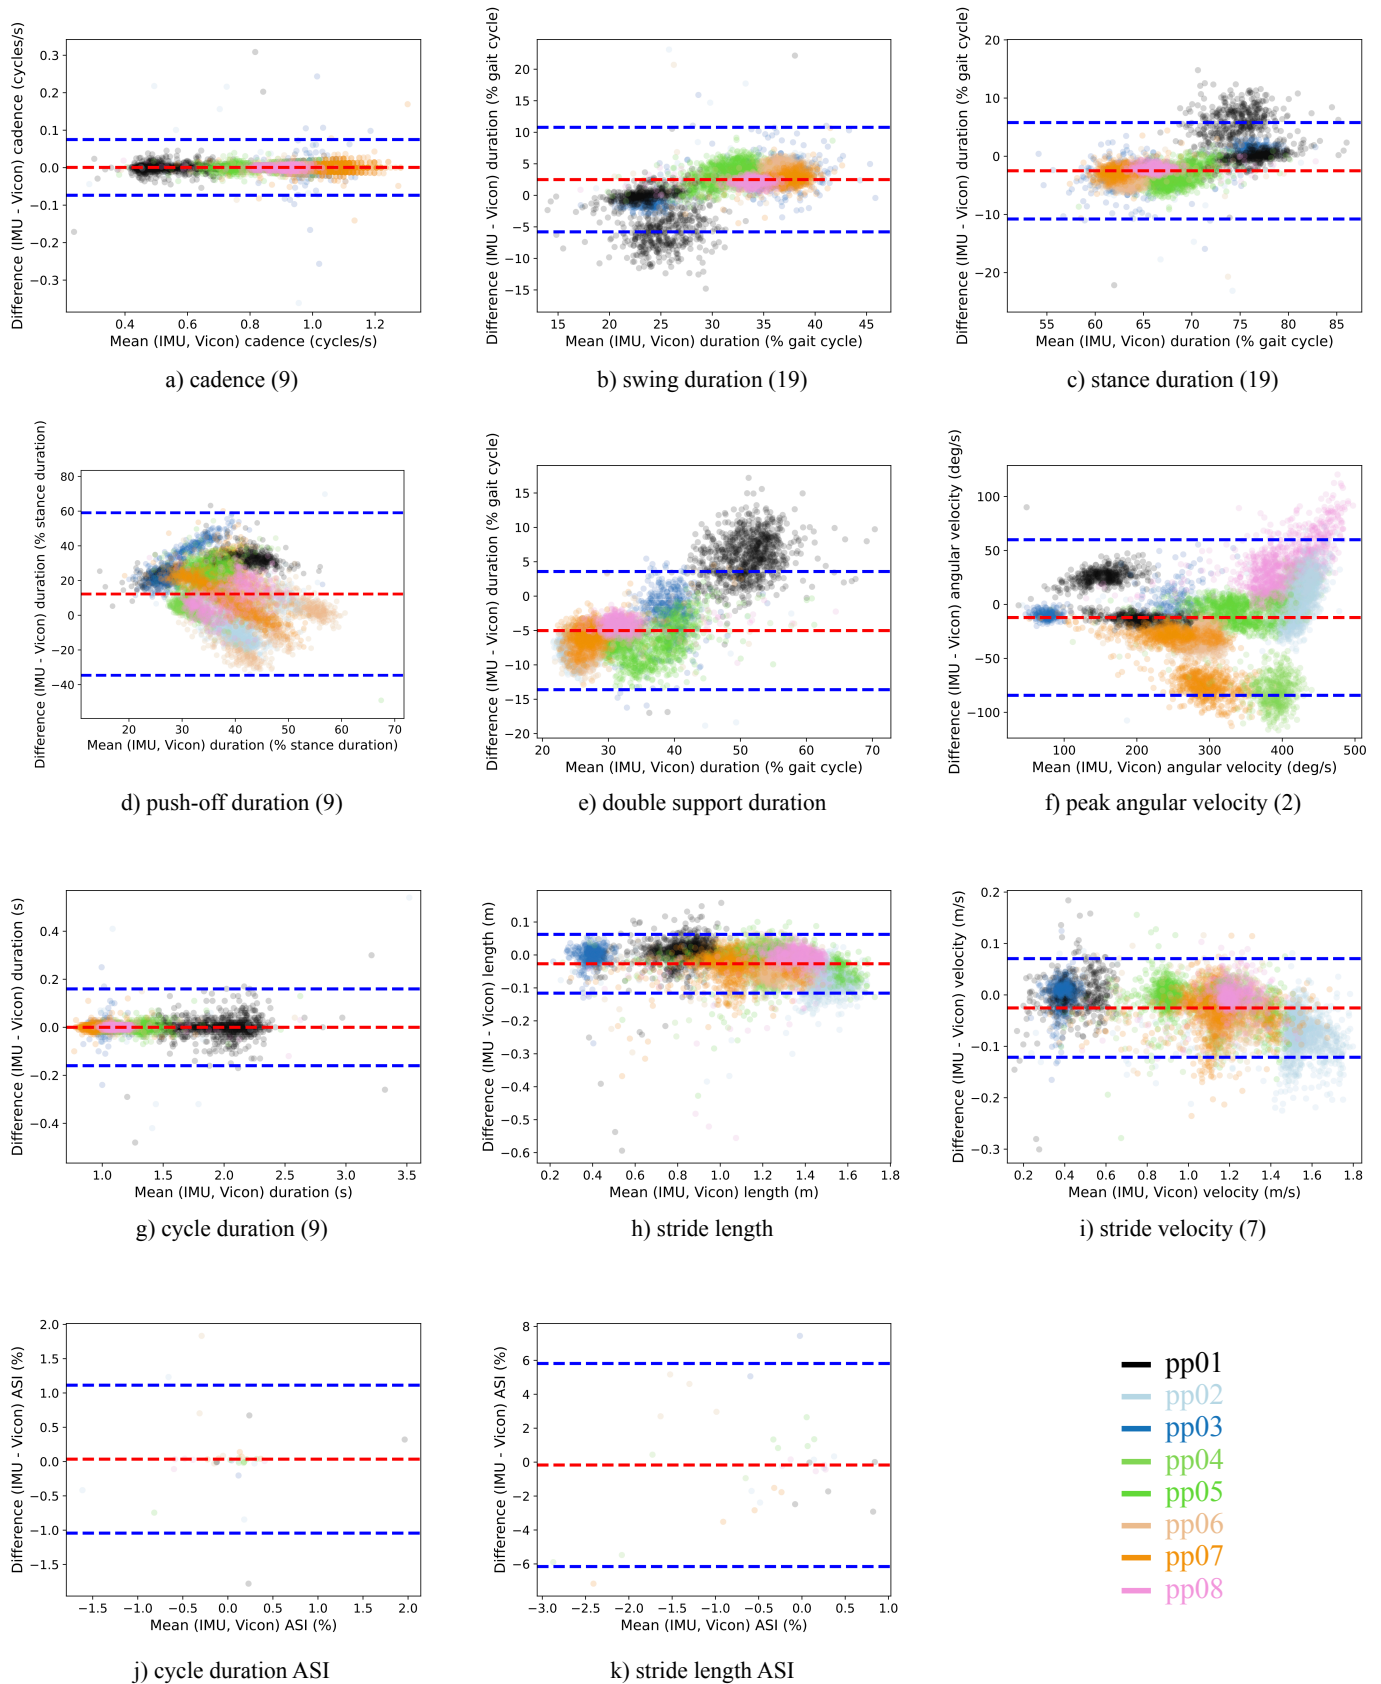 Difference (IMU - Vicon) cadence (cycles/s)
0.3
0.2
0.1
0.0
−0.1
−0.2
−0.3
0.4 0.6 0.8 1.0 1.2
Mean (IMU, Vicon) cadence (cycles/s)
a) cadence (9)
Difference (IMU - Vicon) duration (% gait cycle)
20
15
10
5
0
−5
−10
−15
15 20 25 30 35 40 45
Mean (IMU, Vicon) duration (% gait cycle)
b) swing duration (19)
Difference (IMU - Vicon) duration (% gait cycle)
20
10
0
−10
−20
55 60 65 70 75 80 85
Mean (IMU, Vicon) duration (% gait cycle)
c) stance duration (19)
Difference (IMU - Vicon) duration (% stance duration)
80
60
40
20
0
−20
−40
20 30 40 50 60 70
Mean (IMU, Vicon) duration (% stance duration)
d) push-off duration (9)
Difference (IMU - Vicon) duration (% gait cycle)
15
10
5
0
−5
−10
−15
−20
20 30 40 50 60 70
Mean (IMU, Vicon) duration (% gait cycle)
e) double support duration
Difference (IMU - Vicon) angular velocity (deg/s)
100
50
0
−50
−100
100 200 300 400 500
Mean (IMU, Vicon) angular velocity (deg/s)
f) peak angular velocity (2)
Difference (IMU - Vicon) duration (s)
0.4
0.2
0.0
−0.2
−0.4
1.0 1.5 2.0 2.5 3.0 3.5
Mean (IMU, Vicon) duration (s)
g) cycle duration (9)
Difference (IMU - Vicon) length (m)
0.1
0.0
−0.1
−0.2
−0.3
−0.4
−0.5
−0.6
0.2 0.4 0.6 0.8 1.0 1.2 1.4 1.6 1.8
Mean (IMU, Vicon) length (m)
h) stride length
Difference (IMU - Vicon) velocity (m/s)
0.2
0.1
0.0
−0.1
−0.2
−0.3
0.2 0.4 0.6 0.8 1.0 1.2 1.4 1.6 1.8
Mean (IMU, Vicon) velocity (m/s)
i) stride velocity (7)
Difference (IMU - Vicon) ASI (%)
2.0
1.5
1.0
0.5
0.0
−0.5
−1.0
−1.5
−1.5 −1.0 −0.5 0.0 0.5 1.0 1.5 2.0
Mean (IMU, Vicon) ASI (%)
j) cycle duration ASI
Difference (IMU - Vicon) ASI (%)
8
6
4
2
0
−2
−4
−6
−3.0 −2.5 −2.0 −1.5 −1.0 −0.5 0.0 0.5 1.0
Mean (IMU, Vicon) ASI (%)
k) stride length ASI
pp01
pp02
pp03
pp04
pp05
pp06
pp07
pp08